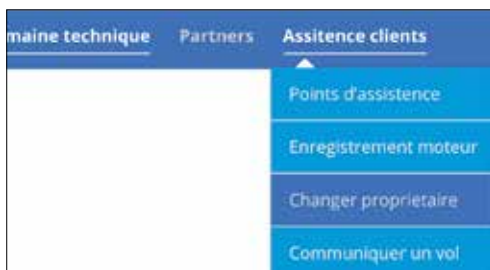 maine technique Partners Assitence clients
Points d'assistence
Enregistrement moteur
Changer proprietaire
Communiquer un vol